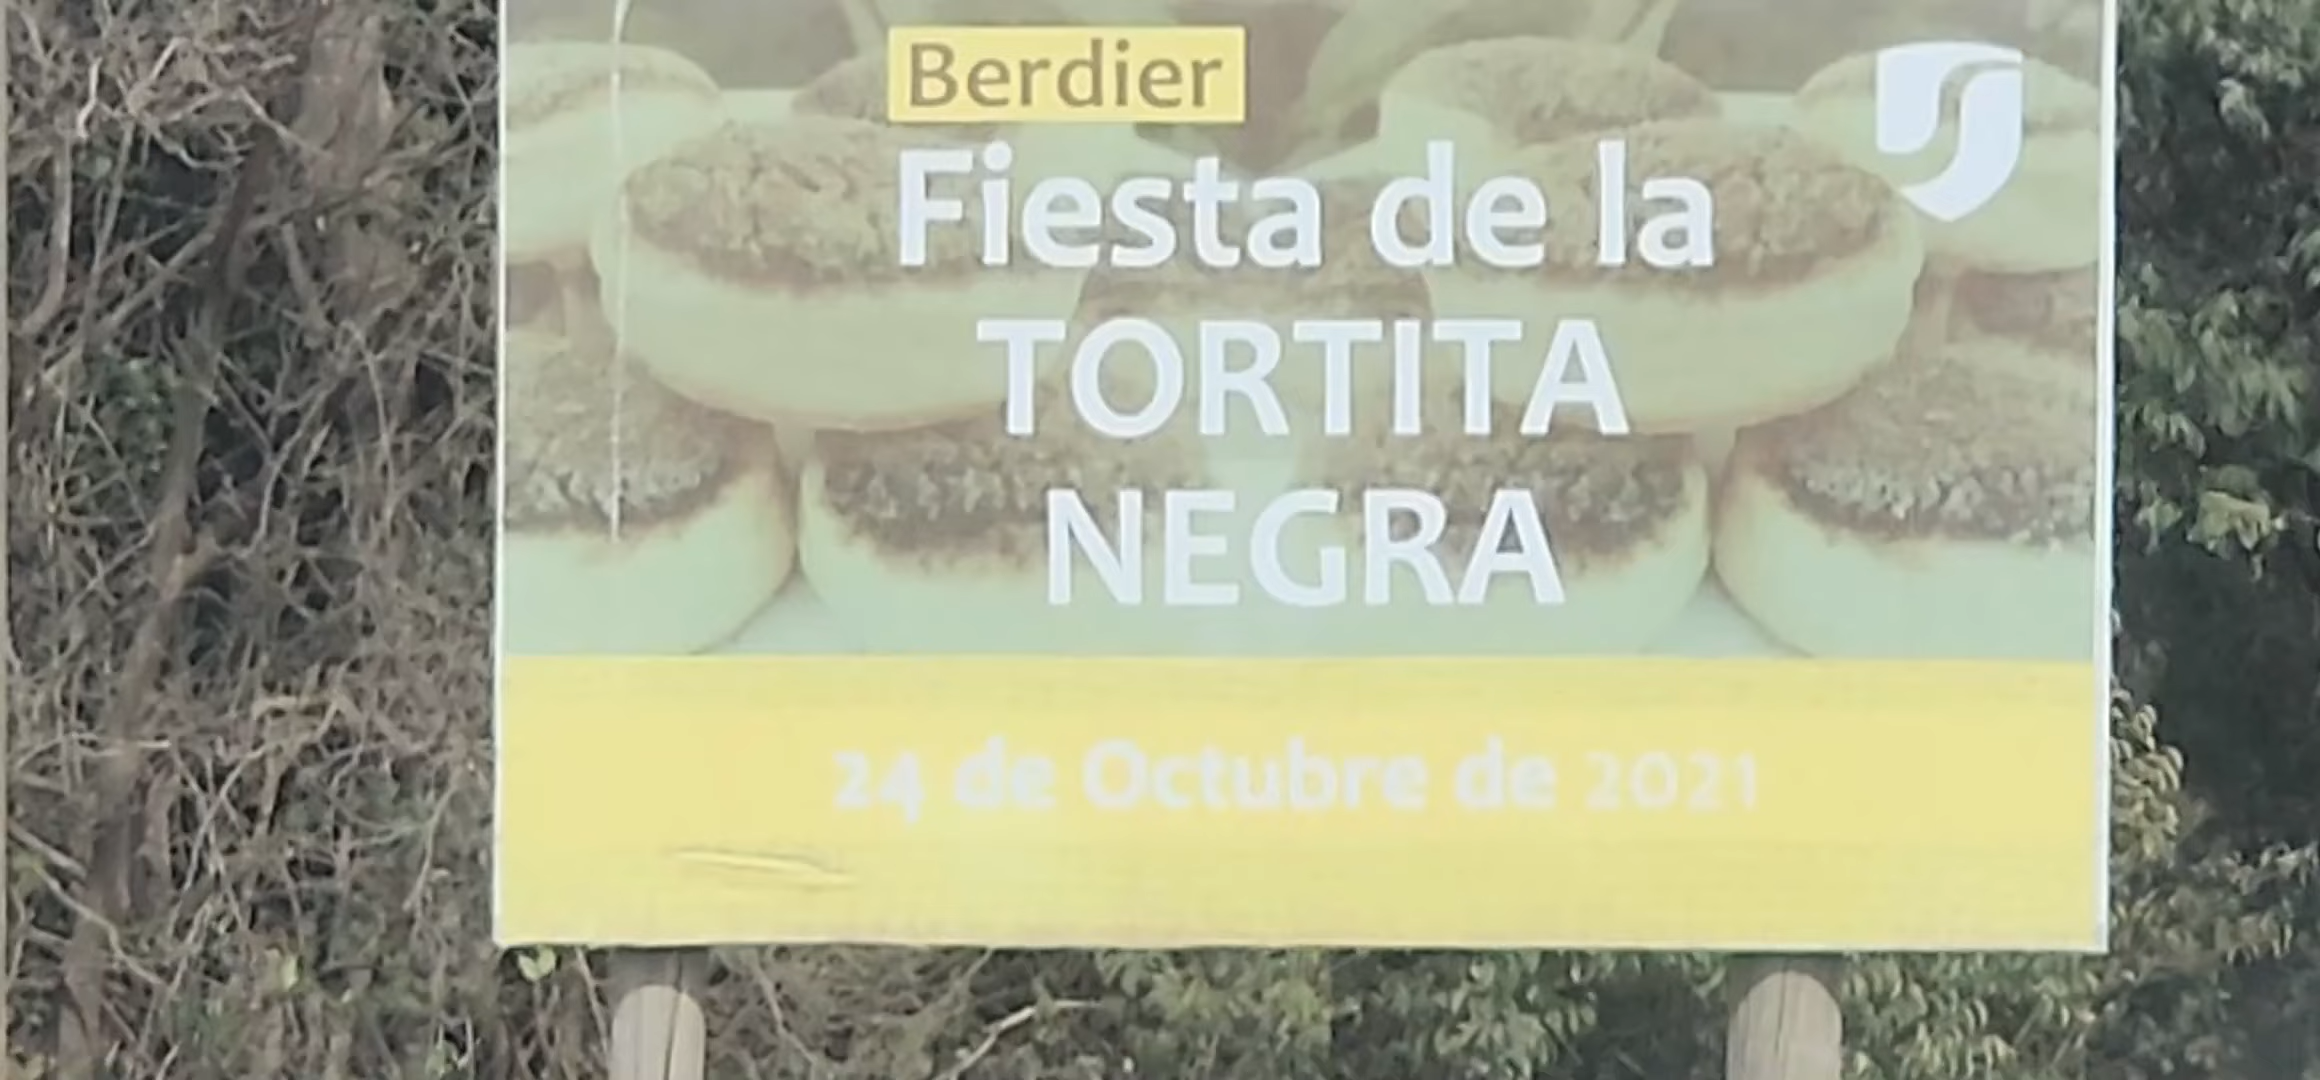 Berdier
Fiesta de la
TORTITA
NEGRA
24 de Octubre de 2021